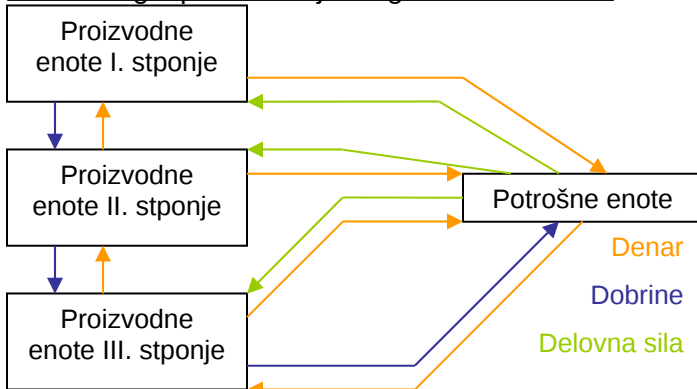 Proizvodne
enote I. stponje
Proizvodne
enote II. stponje
Potrošne enote
Denar
Dobrine
Proizvodne
enote III. stponje
Delovna sila